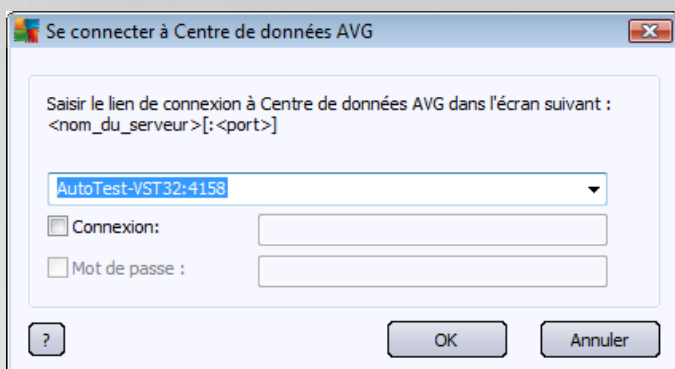 Se connecter à Centre de données AVG
Saisir le lien de connexion à Centre de données AVG dans l'écran suivant :
<nom_du_serveur>[:<port>]
AutoTest-VST32:4158
Connexion:
Mot de passe :
?
OK
Annuler